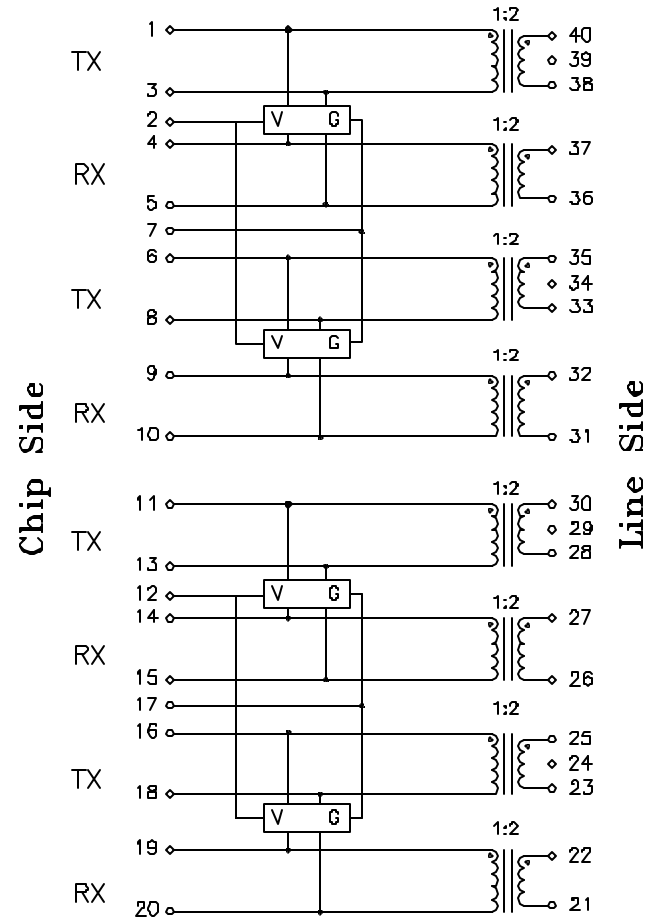 1:2
1 40
TX 39
3 38
2 V G
1:2
4 37
RX
5 36
7
1:2
6 35
TX 34
8 33
V G
1:2
9 32
RX
10 31
Chip Side
Line Side
1:2
11 30
TX 29
13 28
12 V G
1:2
14 27
RX
15 26
17
1:2
16 25
TX 24
18 23
V G
1:2
19 22
RX
20 21